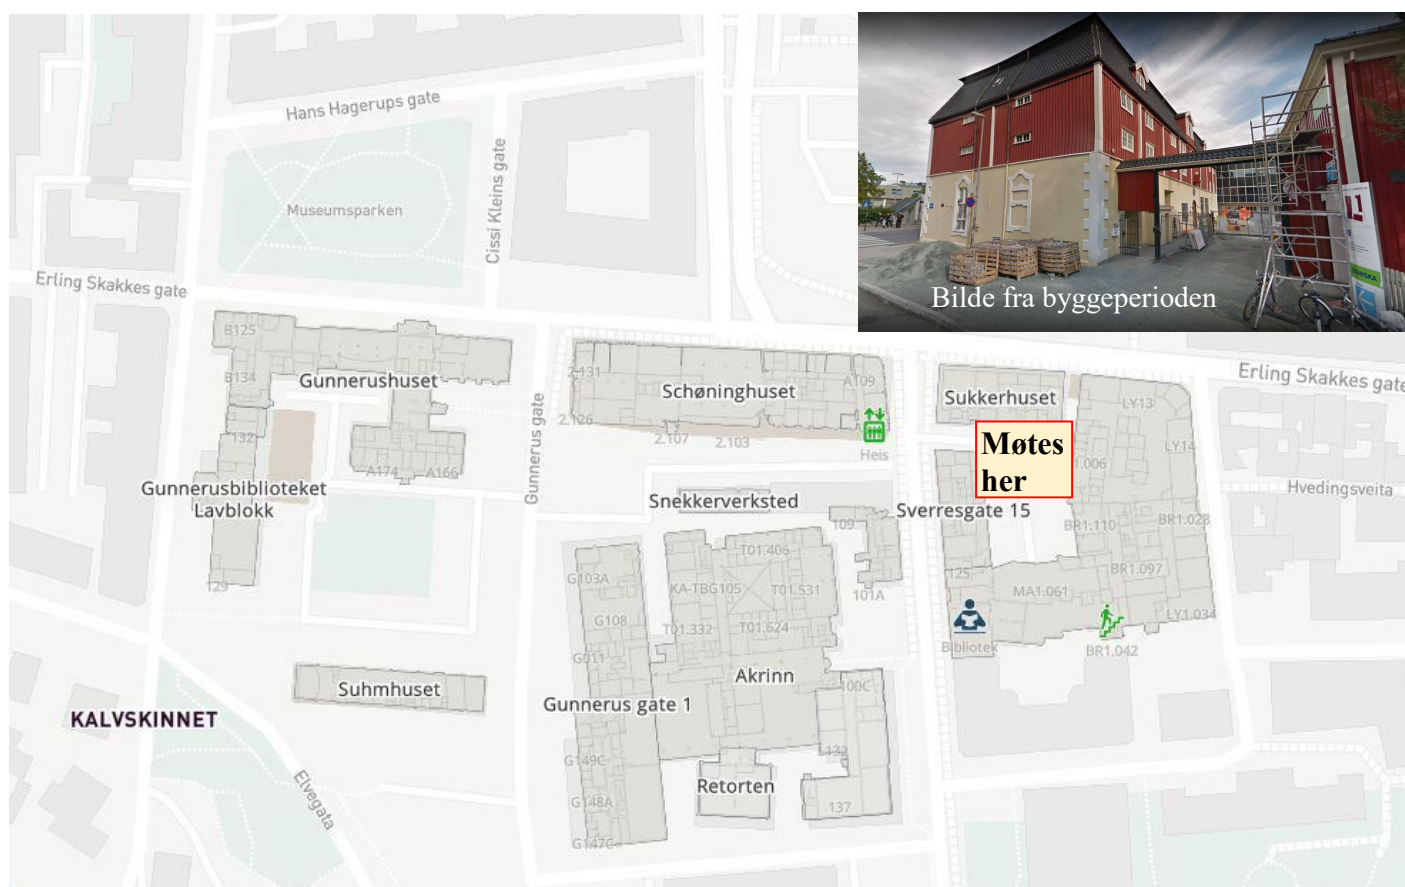 Hans Hagerups gate
Cissi Kleins gate
Museumsparken
Erling Skakkes gate
Bilde fra byggeperioden
SKANSKA
B125
B134
Gunnerushuset
132
A174
A166
Gunnerusbiblioteket
Lavblokk
129
Gunnerus gate
2.131
Schøninghuset
A109
2.126
2.107
2.103
Heis
Erling Skakkes gate
Sukkerhuset
LY13
Møtes
her
1.006
LY14
Hvedingsveita
Snekkerverksted
Sverresgate 15
109
BR1.110
BR1.028
T01.406
G103A
KA-TBG105
T01.531
101A
125
BR1.097
MA1.061
G108
T01.332
T01.624
LY1.034
Bibliotek
BR1.042
G011
Akrinn
100C
Suhmhuset
Gunnerus gate 1
KALVSKINNET
G149C
L132
Retorten
Elvegata
G148A
137
G147C